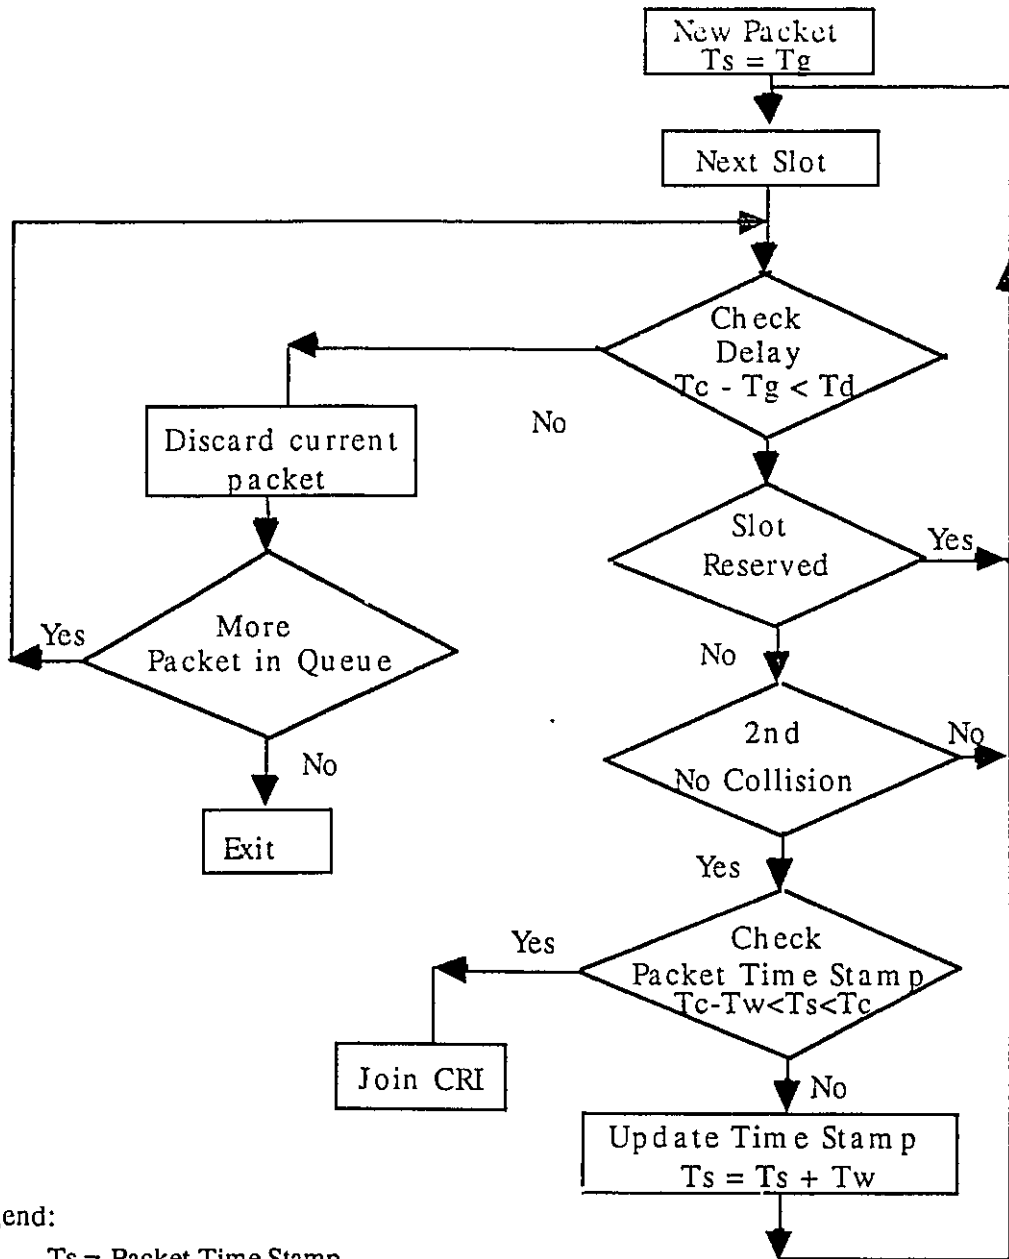 New Packet
Ts = Tg
Next Slot
Check
Delay
Tc - Tg < Td
No
Discard current
packet
Slot
Reserved
Yes
More
Packet in Queue
Yes
No
2nd
No Collision
No
No
Exit
Yes
Check
Packet Time Stamp
Tc-Tw<Ts<Tc
Yes
Join CRI
No
Update Time Stamp
Ts = Ts + Tw
end:
Ts = Packet Time Stamp